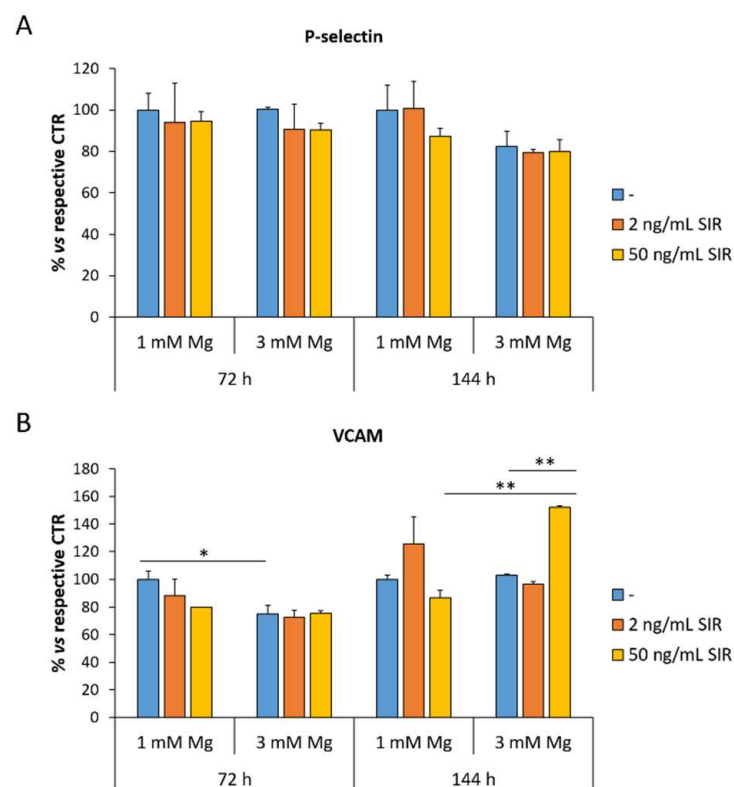 A
P-selectin
% vs respective CTR
120
100
80
60
40
20
0
1 mM Mg 3 mM Mg 1 mM Mg 3 mM Mg
72 h 144 h
-
2 ng/mL SIR
50 ng/mL SIR
B
VCAM
% vs respective CTR
180
160
140
120
100
80
60
40
20
0
*
**
**
1 mM Mg 3 mM Mg 1 mM Mg 3 mM Mg
72 h 144 h
-
2 ng/mL SIR
50 ng/mL SIR